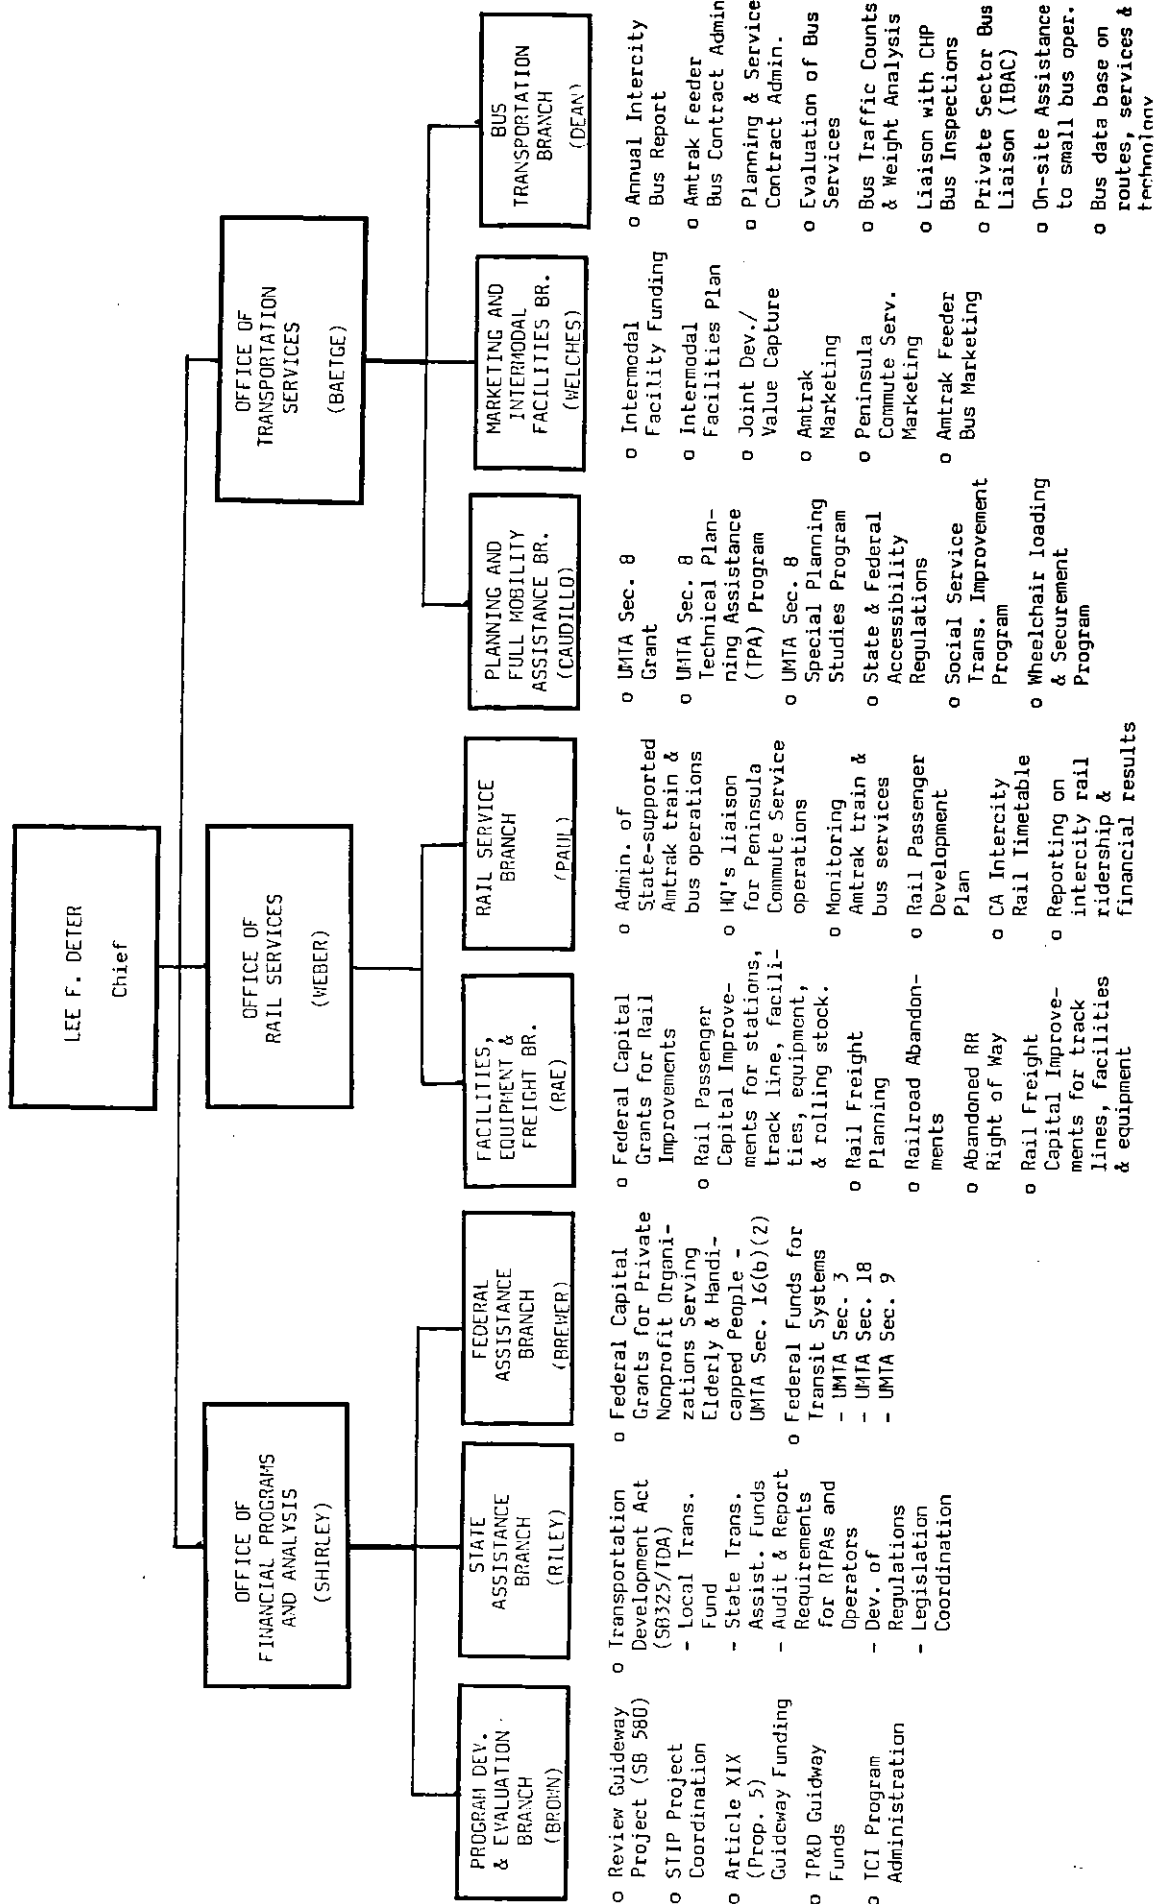 LEE F. DETER
Chief
OFFICE OF
FINANCIAL PROGRAMS
AND ANALYSIS
(SHIRLEY)
OFFICE OF
RAIL SERVICES
(WEBER)
OFFICE OF
TRANSPORTATION
SERVICES
(BAETGE)
PROGRAM DEV.
& EVALUATION
BRANCH
(BROWN)
STATE
ASSISTANCE
BRANCH
(RILEY)
FEDERAL
ASSISTANCE
BRANCH
(BREWER)
FACILITIES,
EQUIPMENT &
FREIGHT BR.
(RAE)
RAIL SERVICE
BRANCH
(PAUL)
PLANNING AND
FULL MOBILITY
ASSISTANCE BR.
(CAUDILLO)
MARKETING AND
INTERMODAL
FACILITIES BR.
(WELCHES)
BUS
TRANSPORTATION
BRANCH
(DEAN)
o Review Guideway
Project (SB 580)
o STIP Project
Coordination
o Article XIX
(Prop. 5)
Guideway Funding
o TP&D Guidway
Funds
o TCI Program
Administration
o Transportation
Development Act
(SB325/TDA)
- Local Trans.
Fund
- State Trans.
Assist. Funds
- Audit & Report
Requirements
for RTPAs and
Operators
- Dev. of
Regulations
- Legislation
Coordination
o Federal Capital
Grants for Private
Nonprofit Organi-
zations Serving
Elderly & Handi-
capped People -
UMTA Sec. 16(b)(2)
o Federal Funds for
Transit Systems
- UMTA Sec. 3
- UMTA Sec. 18
- UMTA Sec. 9
o Federal Capital
Grants for Rail
Improvements
o Rail Passenger
Capital Improve-
ments for stations,
track line, facili-
ties, equipment,
& rolling stock.
o Rail Freight
Planning
o Railroad Abandon-
ments
o Abandoned RR
Right of Way
o Rail Freight
Capital Improve-
ments for track
lines, facilities
& equipment
o Admin. of
State-supported
Amtrak train &
bus operations
o HQ's liaison
for Peninsula
Commute Service
operations
o Monitoring
Amtrak train &
bus services
o Rail Passenger
Development
Plan
o CA Intercity
Rail Timetable
o Reporting on
intercity rail
ridership &
financial results
o UMTA Sec. 8
Grant
o UMTA Sec. 8
Technical Plan-
ning Assistance
(TPA) Program
o UMTA Sec. 8
Special Planning
Studies Program
o State & Federal
Accessibility
Regulations
o Social Service
Trans. Improvement
Program
o Wheelchair loading
& Securement
Program
o Intermodal
Facility Funding
o Intermodal
Facilities Plan
o Joint Dev./
Value Capture
o Amtrak
Marketing
o Peninsula
Commute Serv.
Marketing
o Amtrak Feeder
Bus Marketing
o Annual Intercity
Bus Report
o Amtrak Feeder
Bus Contract Admin
o Planning & Service
Contract Admin.
o Evaluation of Bus
Services
o Bus Traffic Counts
& Weight Analysis
o Liaison with CHP
Bus Inspections
o Private Sector Bus
Liaison (IBAC)
o On-site Assistance
to small bus oper.
o Bus data base on
routes, services &
technology